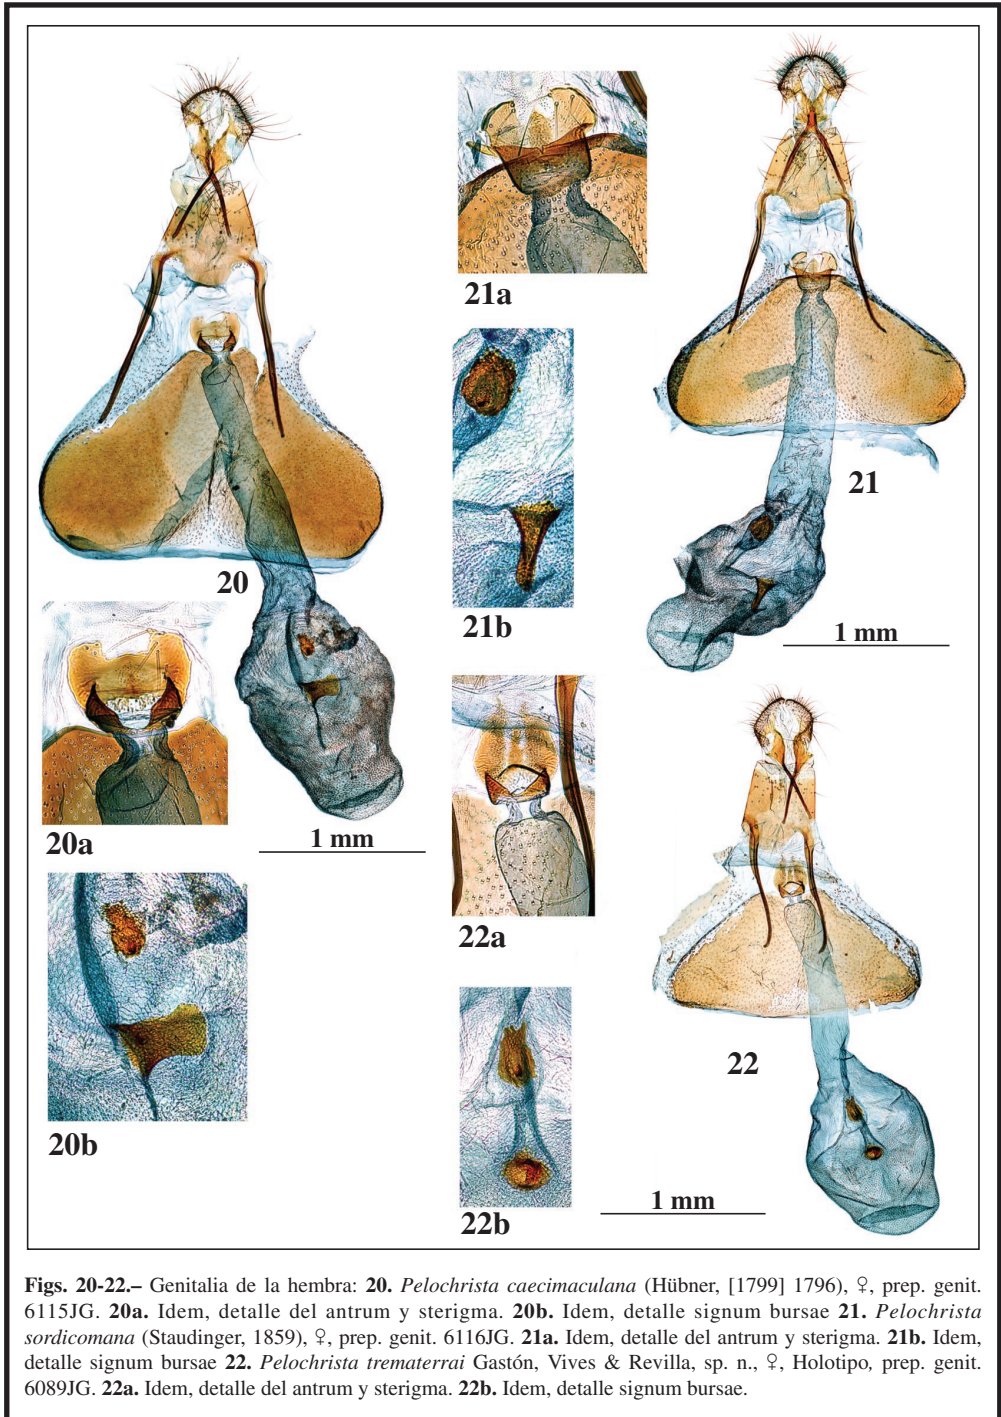 21a
21
20
21b
1 mm
20a
1 mm
22a
22
20b
22b
1 mm
Figs. 20-22.– Genitalia de la hembra: 20. Pelochrista caecimaculana (Hübner, [1799] 1796), ♀, prep. genit.
6115JG. 20a. Idem, detalle del antrum y sterigma. 20b. Idem, detalle signum bursae 21. Pelochrista
sordicomana (Staudinger, 1859), ♀, prep. genit. 6116JG. 21a. Idem, detalle del antrum y sterigma. 21b. Idem,
detalle signum bursae 22. Pelochrista trematerrai Gastón, Vives & Revilla, sp. n., ♀, Holotipo, prep. genit.
6089JG. 22a. Idem, detalle del antrum y sterigma. 22b. Idem, detalle signum bursae.